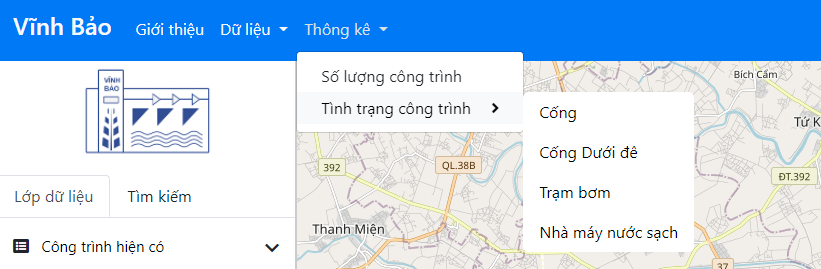 Vĩnh Bảo
Giới thiệu
Dữ liệu
Thông kê
Số lượng công trình
Tình trạng công trình
Cống
Cống Dưới đê
Trạm bơm
Nhà máy nước sạch
VĨNH
BẢO
Lớp dữ liệu
Tìm kiếm
Công trình hiện có
Bích Cẩm
Tứ K
392
QL.38B
ĐT.392
Thanh Miện
37